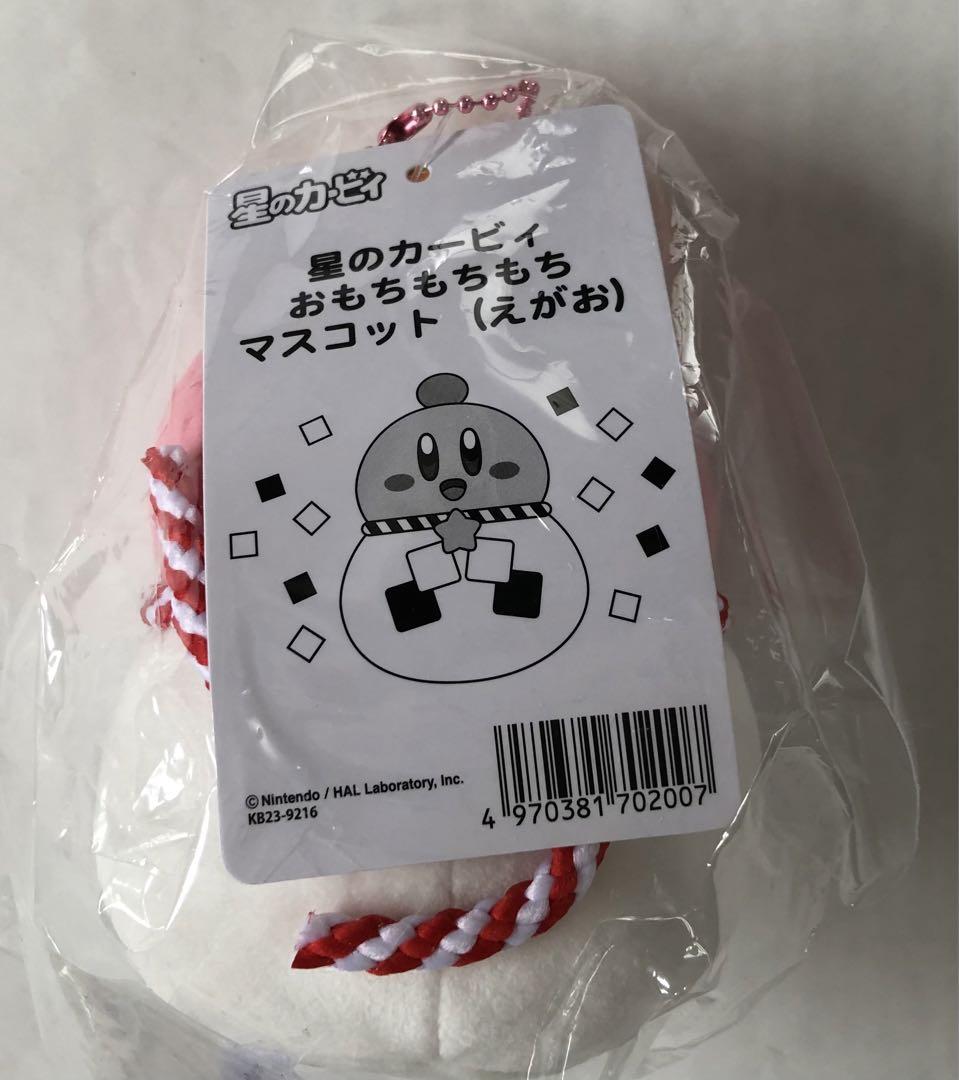 星のカービィ
星のカービィ
おもちもちもち
マスコット (えがお)
©Nintendo / HAL Laboratory, Inc.
KB23-9216
4 970381 702007